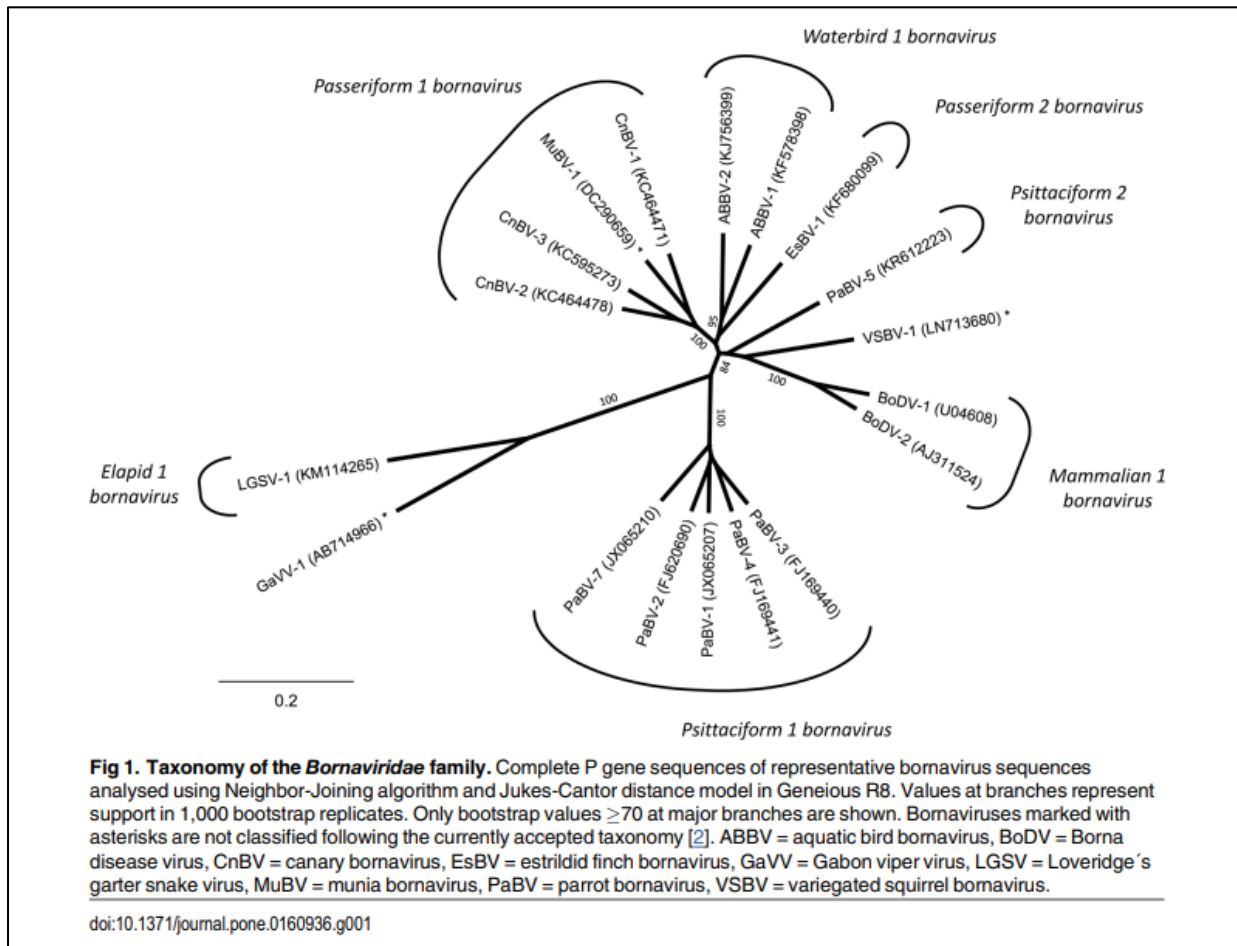 Waterbird 1 bornavirus
Passeriform 1 bornavirus
Passeriform 2 bornavirus
Psittaciform 2
bornavirus
CnBV-1 (KC464471)
MuBV-1 (DC290659) *
CnBV-3 (KC595273)
CnBV-2 (KC464478)
ABBV-2 (KJ756399)
ABBV-1 (KF578398)
EsBV-1 (KF680099)
PaBV-5 (KR612223)
VSBV-1 (LN713680) *
56
100
84
100
BoDV-1 (U04608)
BoDV-2 (AJ311524)
Mammalian 1
bornavirus
100
100
Elapid 1
bornavirus
LGSV-1 (KM114265)
GaVV-1 (AB714966) *
PaBV-7 (JX065210)
PaBV-2 (FJ620690)
PaBV-1 (JX065207)
PaBV-4 (FJ169441)
PaBV-3 (FJ169440)
0.2
Psittaciform 1 bornavirus
Fig 1. Taxonomy of the Bornaviridae family. Complete P gene sequences of representative bornavirus sequences
analysed using Neighbor-Joining algorithm and Jukes-Cantor distance model in Geneious R8. Values at branches represent
support in 1,000 bootstrap replicates. Only bootstrap values ≥70 at major branches are shown. Bornaviruses marked with
asterisks are not classified following the currently accepted taxonomy [2]. ABBV = aquatic bird bornavirus, BoDV = Borna
disease virus, CnBV = canary bornavirus, EsBV = estrildid finch bornavirus, GaVV = Gabon viper virus, LGSV = Loveridge´s
garter snake virus, MuBV = munia bornavirus, PaBV = parrot bornavirus, VSBV = variegated squirrel bornavirus.
doi:10.1371/journal.pone.0160936.g001